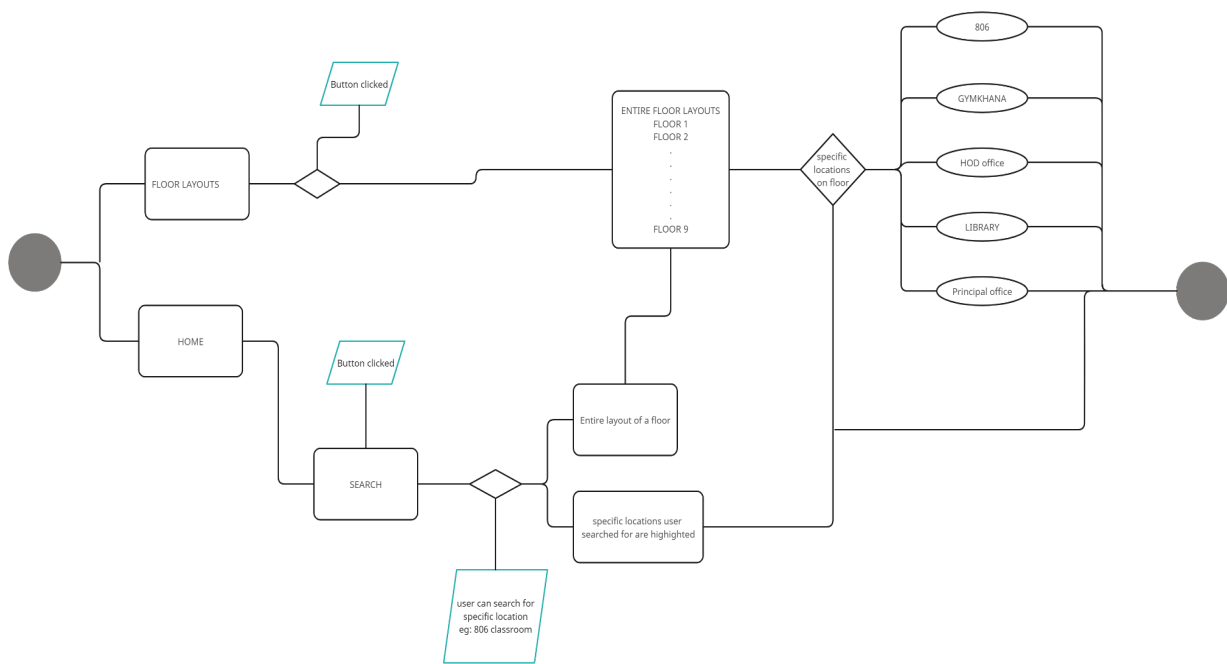 806
Button clicked
GYMKHANA
ENTIRE FLOOR LAYOUTS
FLOOR 1
FLOOR 2
.
.
.
.
.
.
FLOOR 9
specific
locations
on floor
HOD office
FLOOR LAYOUTS
LIBRARY
Principal office
HOME
Button clicked
Entire layout of a floor
SEARCH
specific locations user
searched for are highlighted
user can search for
specific location
eg: 806 classroom